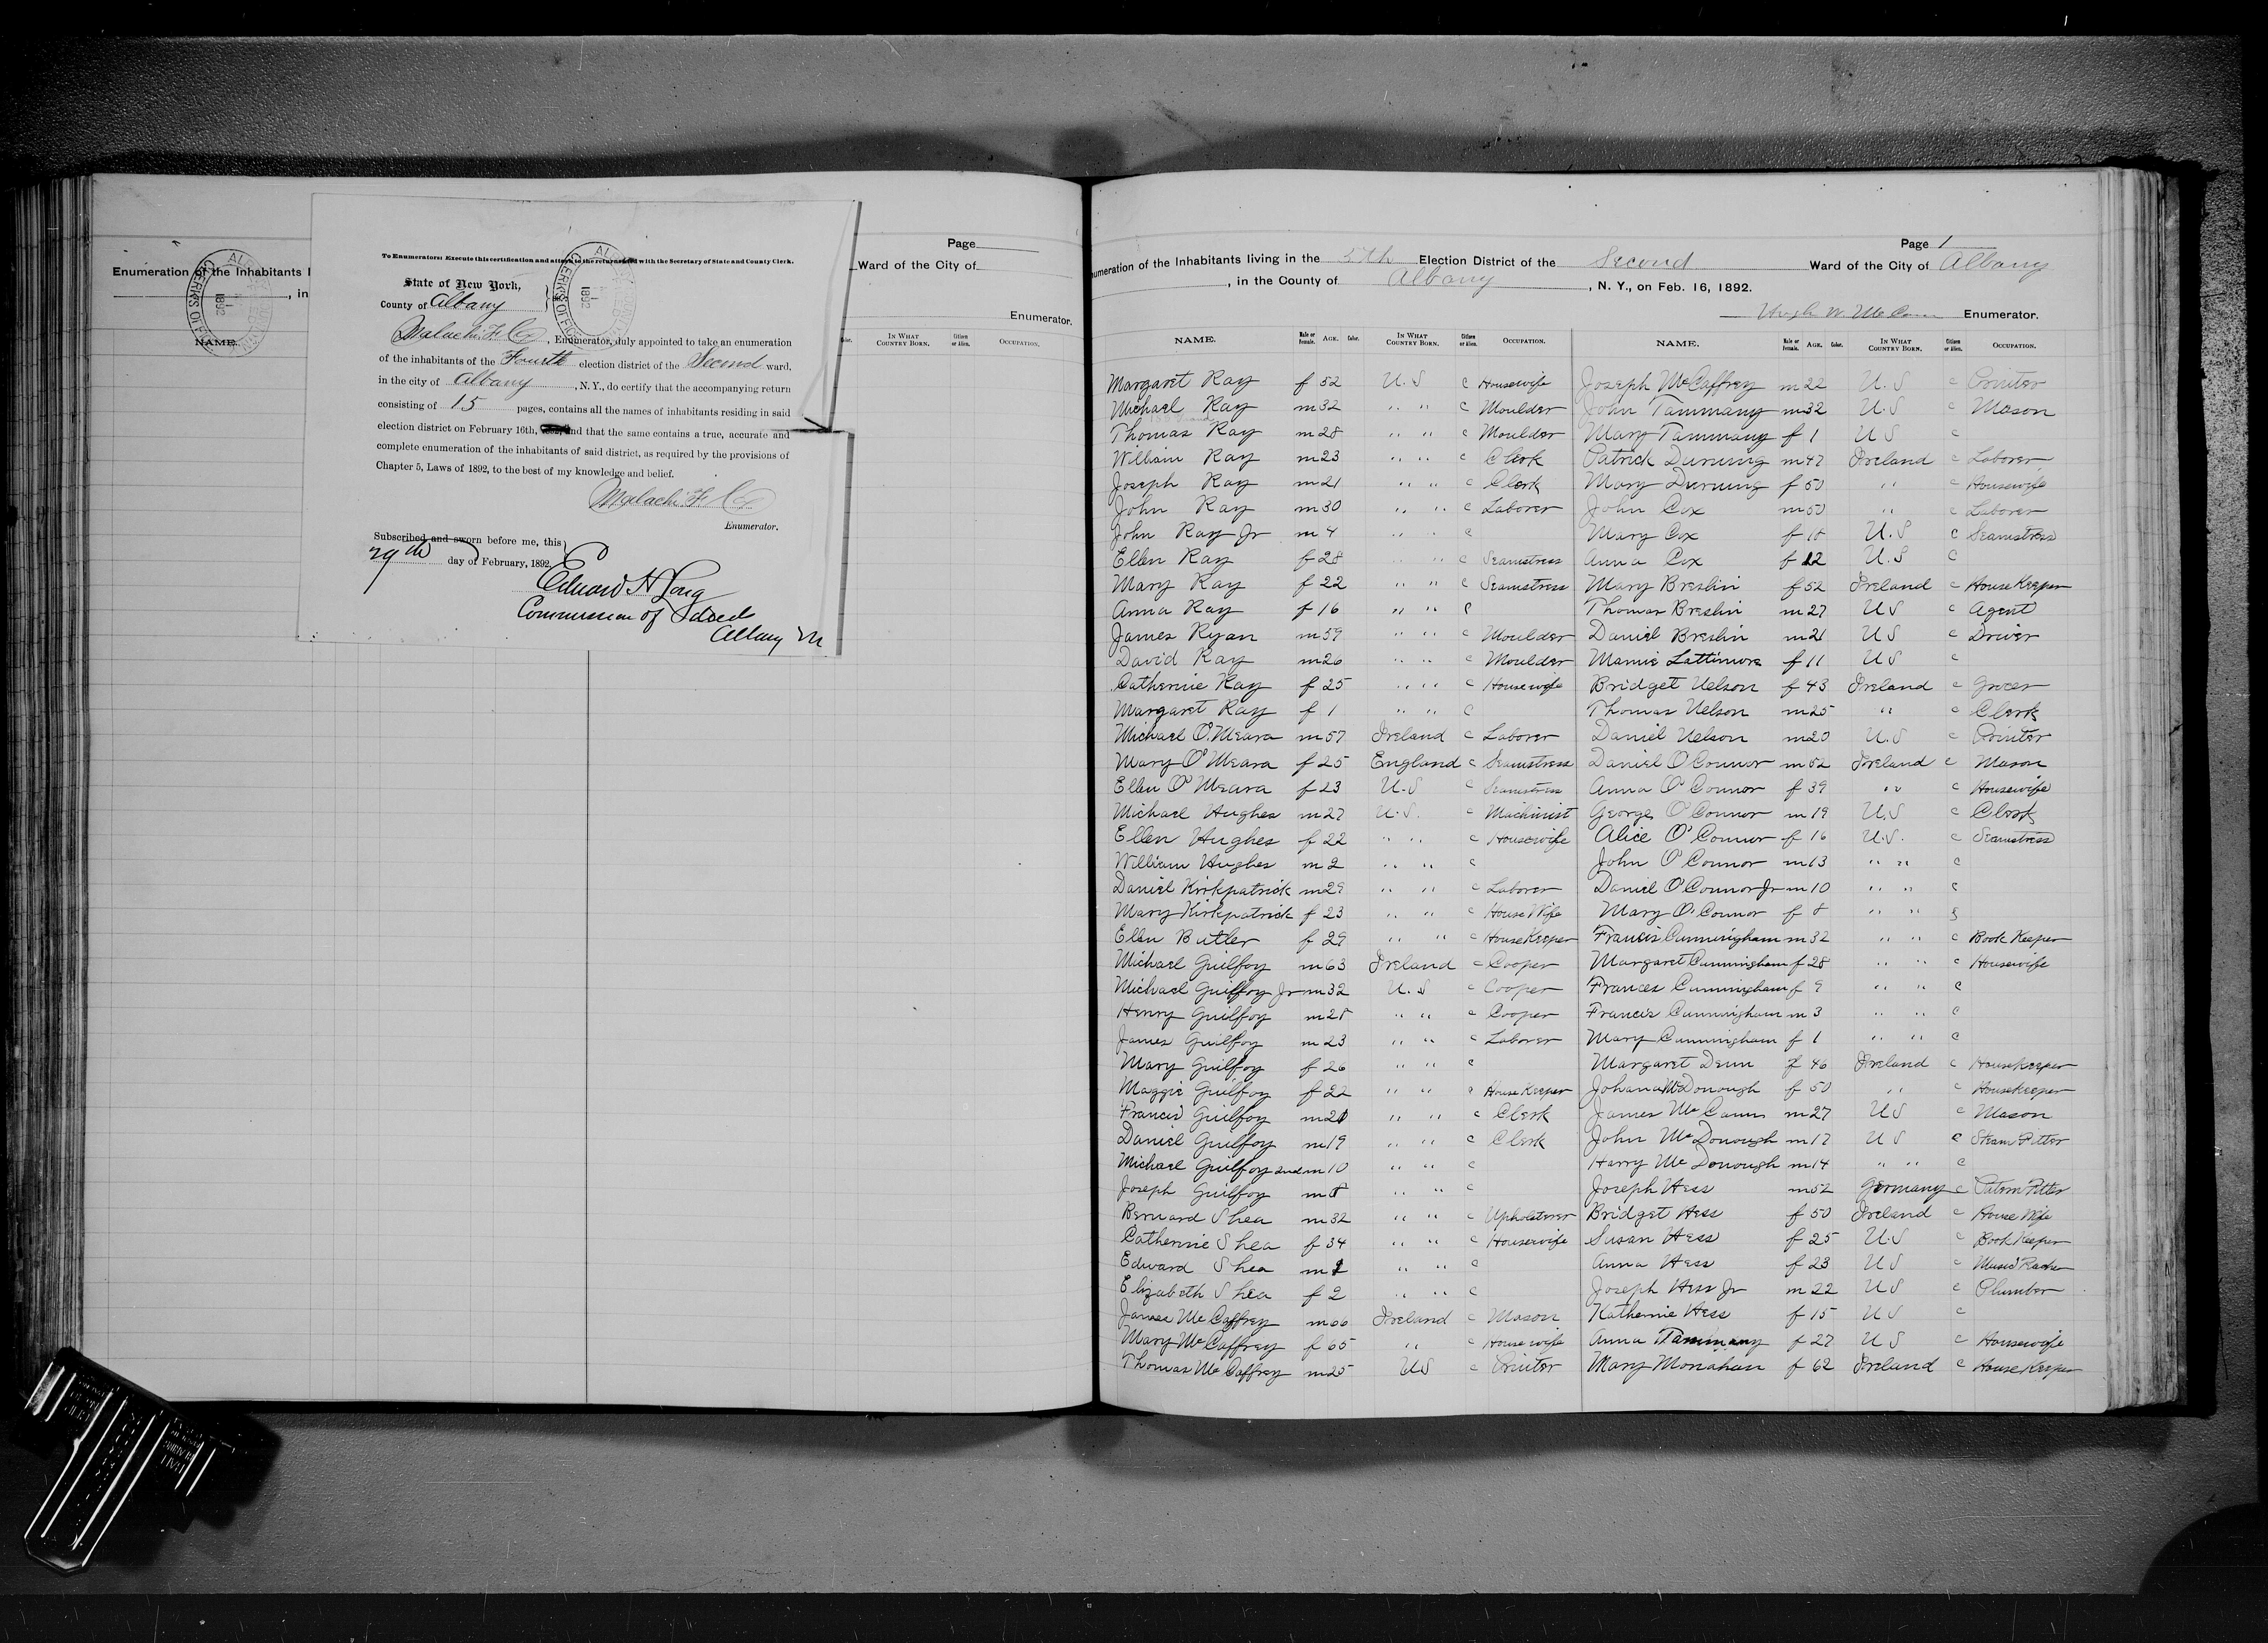 Page
Enumeration of the Inhabitants l
, in
NAME.
Ward of the City of
Enumerator.
Color.
IN WHAT COUNTRY BORN.
Citizen or Alien.
OCCUPATION.
To Enumerators: Execute this certification and attach to the returns filed with the Secretary of State and County Clerk.
State of New York,
County of Albany
Malachi F. Co , Enumerator, duly appointed to take an enumeration
of the inhabitants of the Fourth election district of the Second ward,
in the city of Albany , N. Y., do certify that the accompanying return
consisting of 15 pages, contains all the names of inhabitants residing in said
election district on February 16th, and that the same contains a true, accurate and
complete enumeration of the inhabitants of said district, as required by the provisions of
Chapter 5, Laws of 1892, to the best of my knowledge and belief.
Malachi F.
Enumerator.
Subscribed and sworn before me, this
29th day of February, 1892.
Edward H Long
Commission of Deeds
Albany
CLERK'S OFFICE
1892
Page 1
umeration of the Inhabitants living in the 5th Election District of the Second Ward of the City of Albany
, in the County of Albany , N. Y., on Feb. 16, 1892.
Hugh W. McCann Enumerator.
NAME. Male or Female. AGE. Color. IN WHAT COUNTRY BORN. Citizen or Alien. OCCUPATION.
Margaret Ray f 52 U.S c Housewife
Michael Ray m 32 " " c Moulder
Thomas Ray m 28 " " c Moulder
William Ray m 23 " " c Clerk
Joseph Ray m 21 " " c Clerk
John Ray m 30 " " c Laborer
John Ray Jr m 4 " " c
Ellen Ray f 28 " " c Seamstress
Mary Ray f 22 " " c Seamstress
Anna Ray f 16 " " c
James Ryan m 59 " " c Moulder
David Ray m 26 " " c Moulder
Catherine Ray f 25 " " c Housewife
Margaret Ray f 1 " " c
Michael O'Meara m 57 Ireland c Laborer
Mary O'Meara f 25 England c Seamstress
Ellen O'Meara f 23 U.S c Seamstress
Michael Hughes m 27 U.S. c Machinist
Ellen Hughes f 22 " " c Housewife
William Hughes m 2 " " c
Daniel Kirkpatrick m 29 " " c Laborer
Mary Kirkpatrick f 23 " " c House Wife
Ellen Butler f 29 " " c House Keeper
Michael Guilfoy m 63 Ireland c Cooper
Michael Guilfoy Jr m 32 U.S c Cooper
Henry Guilfoy m 28 " " c Cooper
James Guilfoy m 23 " " c Laborer
Mary Guilfoy f 26 " " c
Maggie Guilfoy f 22 " " c House Keeper
Francis Guilfoy m 20 " " c Clerk
Daniel Guilfoy m 19 " " c Clerk
Michael Guilfoy 2nd m 10 " " c
Joseph Guilfoy m 8 " " c
Bernard Shea m 32 " " c Upholsterer
Catherine Shea f 34 " " c Housewife
Edward Shea m " " c
Elizabeth Shea f 2 " " c
James McCaffrey m 66 Ireland c Mason
Mary McCaffrey f 65 " c House wife
Thomas McCaffrey m 25 US c Printer
NAME. Male or Female. AGE. Color. IN WHAT COUNTRY BORN. Citizen or Alien. OCCUPATION.
Joseph McCaffrey m 22 U.S c Printer
John Tammany m 32 U.S c Mason
Mary Tammany f 1 US c
Patrick Durning m 47 Ireland c Laborer
Mary Durning f 50 " c Housewife
John Cox m 50 " c Laborer
Mary Cox f 18 U.S c Seamstress
Anna Cox f 12 U.S c
Mary Breslin f 52 Ireland c House Keeper
Thomas Breslin m 27 US c Agent
Daniel Breslin m 21 US c Driver
Mamie Lattimore f 11 US c
Bridget Nelson f 43 Ireland c Grocer
Thomas Nelson m 25 " c Clerk
Daniel Nelson m 20 U.S c Printer
Daniel O'Connor m 52 Ireland c Mason
Anna O'Connor f 39 " c Housewife
George O'Connor m 19 U.S c Clerk
Alice O'Connor f 16 U.S. c Seamstress
John O'Connor m 13 " " c
Daniel O'Connor Jr m 10 " " c
Mary O'Connor f 8 " " c
Francis Cunningham m 32 " " c Book Keeper
Margaret Cunningham f 28 " " c Housewife
Frances Cunningham f 9 " " c
Francis Cunningham m 3 " " c
Mary Cunningham f 1 " " c
Margaret Dunn f 46 Ireland c Housekeeper
Johana McDonough f 50 " c Housekeeper
James McCann m 27 US c Mason
John McDonough m 17 US c Steam Fitter
Harry McDonough m 14 " " c
Joseph Hess m 52 Germany c
Bridget Hess f 50 Ireland c House Wife
Susan Hess f 25 U.S c Book Keeper
Anna Hess f 23 US c
Joseph Hess Jr m 22 US c Plumber
Katherine Hess f 15 US c
Anna Tammany f 27 US c Housewife
Mary Monahan f 62 Ireland c House Keeper